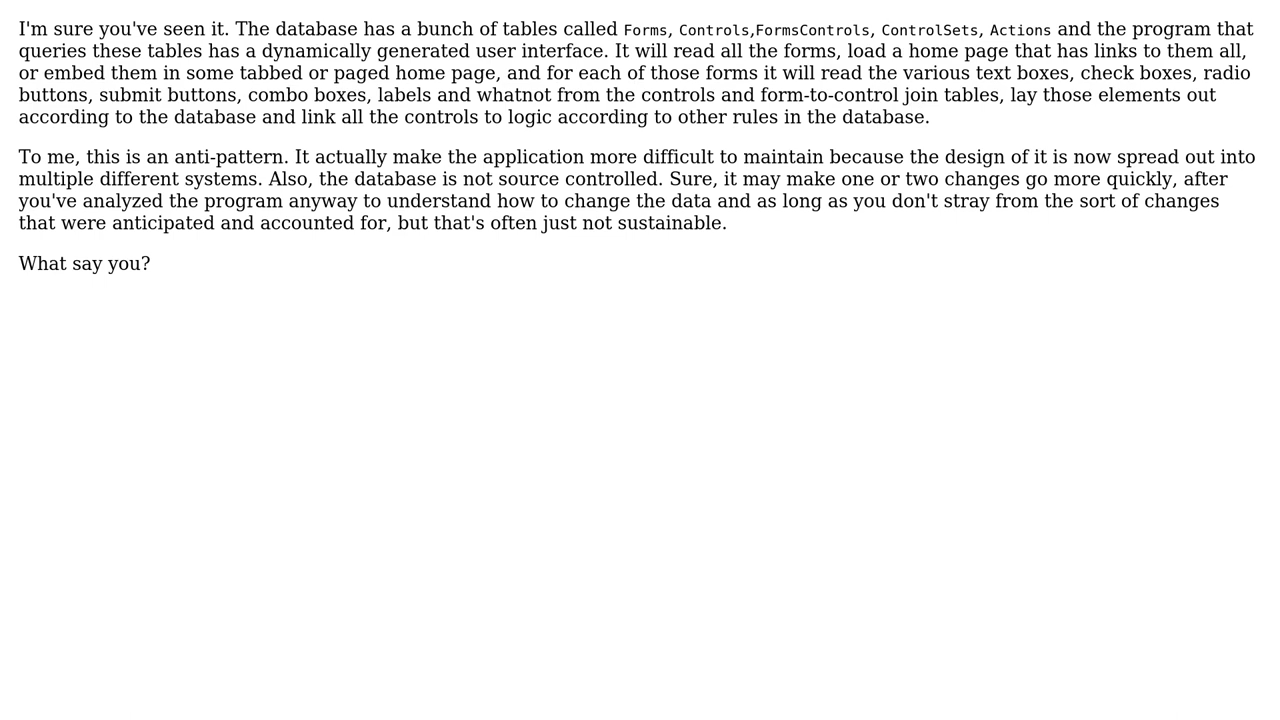 I'm sure you've seen it. The database has a bunch of tables called Forms, Controls,FormsControls, ControlSets, Actions and the program that
queries these tables has a dynamically generated user interface. It will read all the forms, load a home page that has links to them all,
or embed them in some tabbed or paged home page, and for each of those forms it will read the various text boxes, check boxes, radio
buttons, submit buttons, combo boxes, labels and whatnot from the controls and form-to-control join tables, lay those elements out
according to the database and link all the controls to logic according to other rules in the database.
To me, this is an anti-pattern. It actually make the application more difficult to maintain because the design of it is now spread out into
multiple different systems. Also, the database is not source controlled. Sure, it may make one or two changes go more quickly, after
you've analyzed the program anyway to understand how to change the data and as long as you don't stray from the sort of changes
that were anticipated and accounted for, but that's often just not sustainable.
What say you?